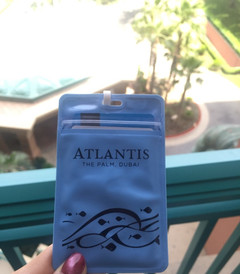 ATLANTIS
THE PALM, DUBAI